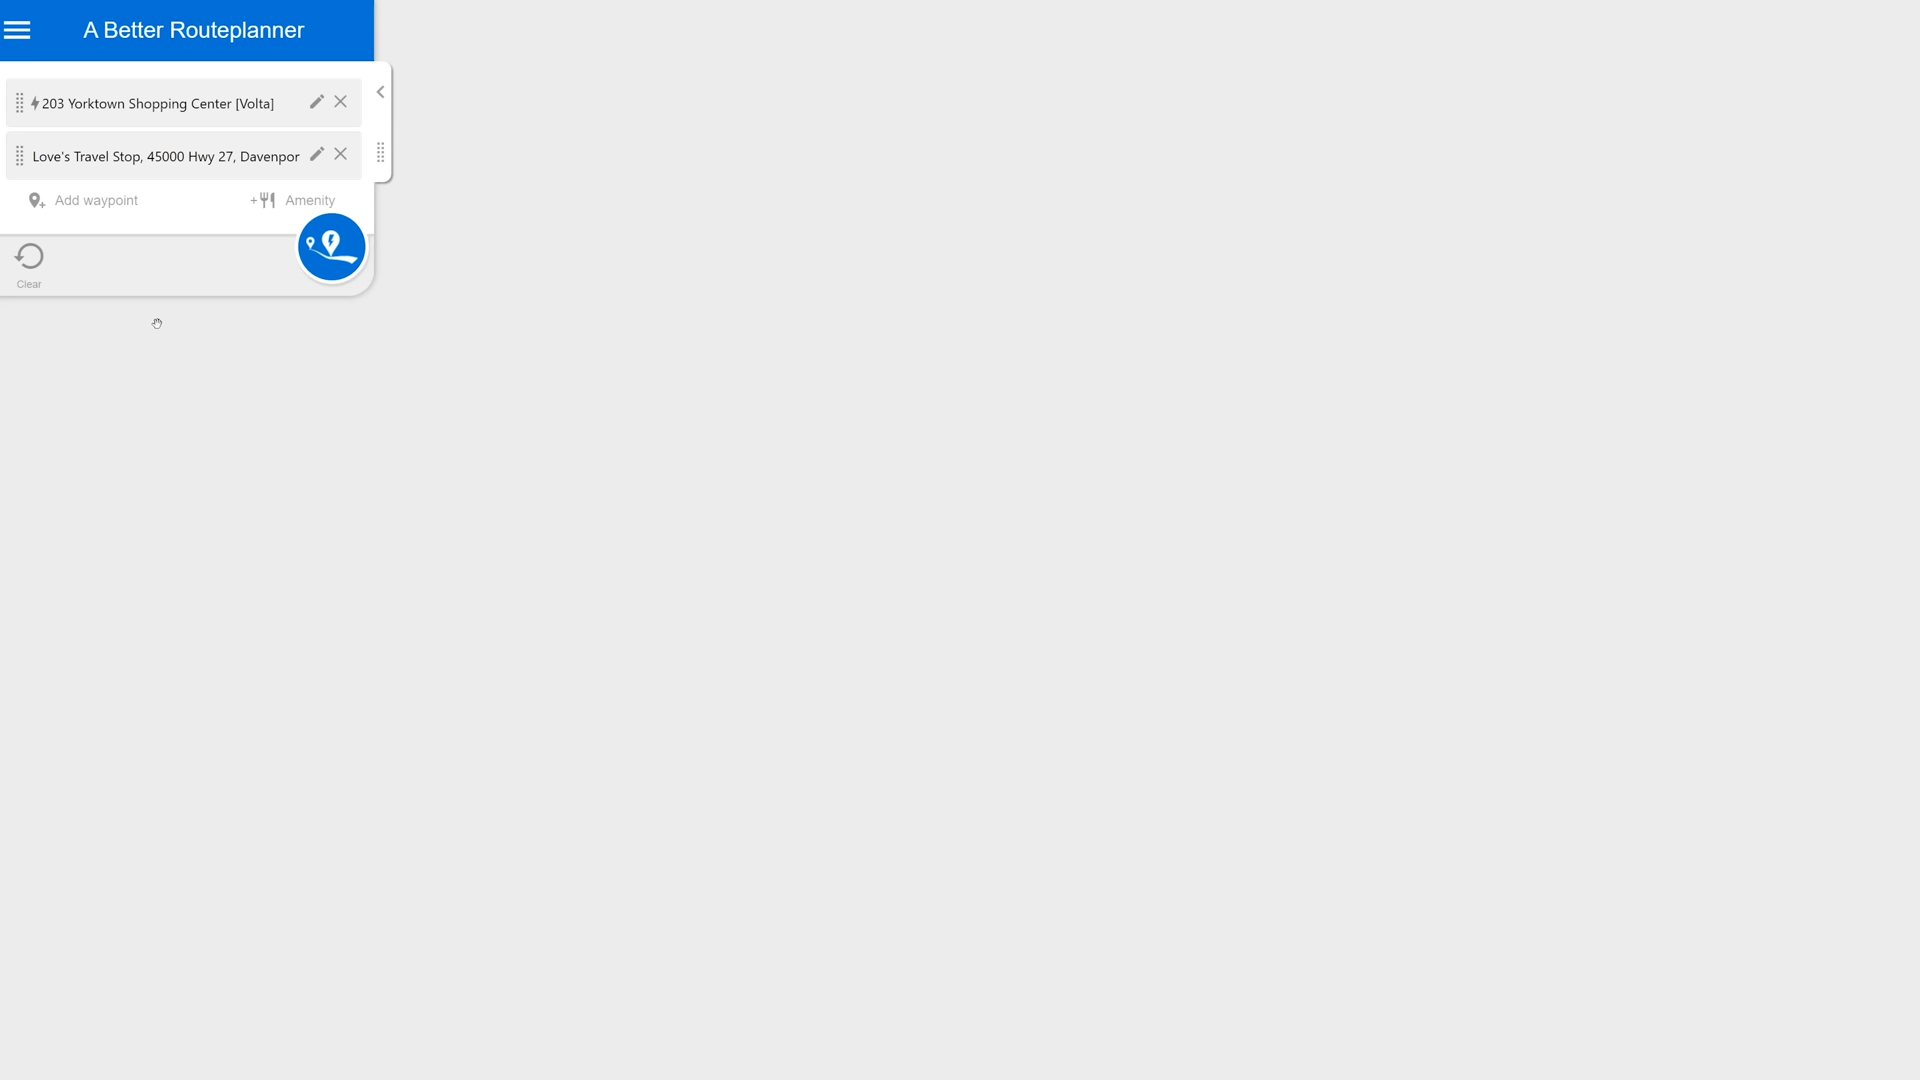 A Better Routeplanner
203 Yorktown Shopping Center [Volta]
Love's Travel Stop, 45000 Hwy 27, Davenpor
Add waypoint
+ Amenity
Clear